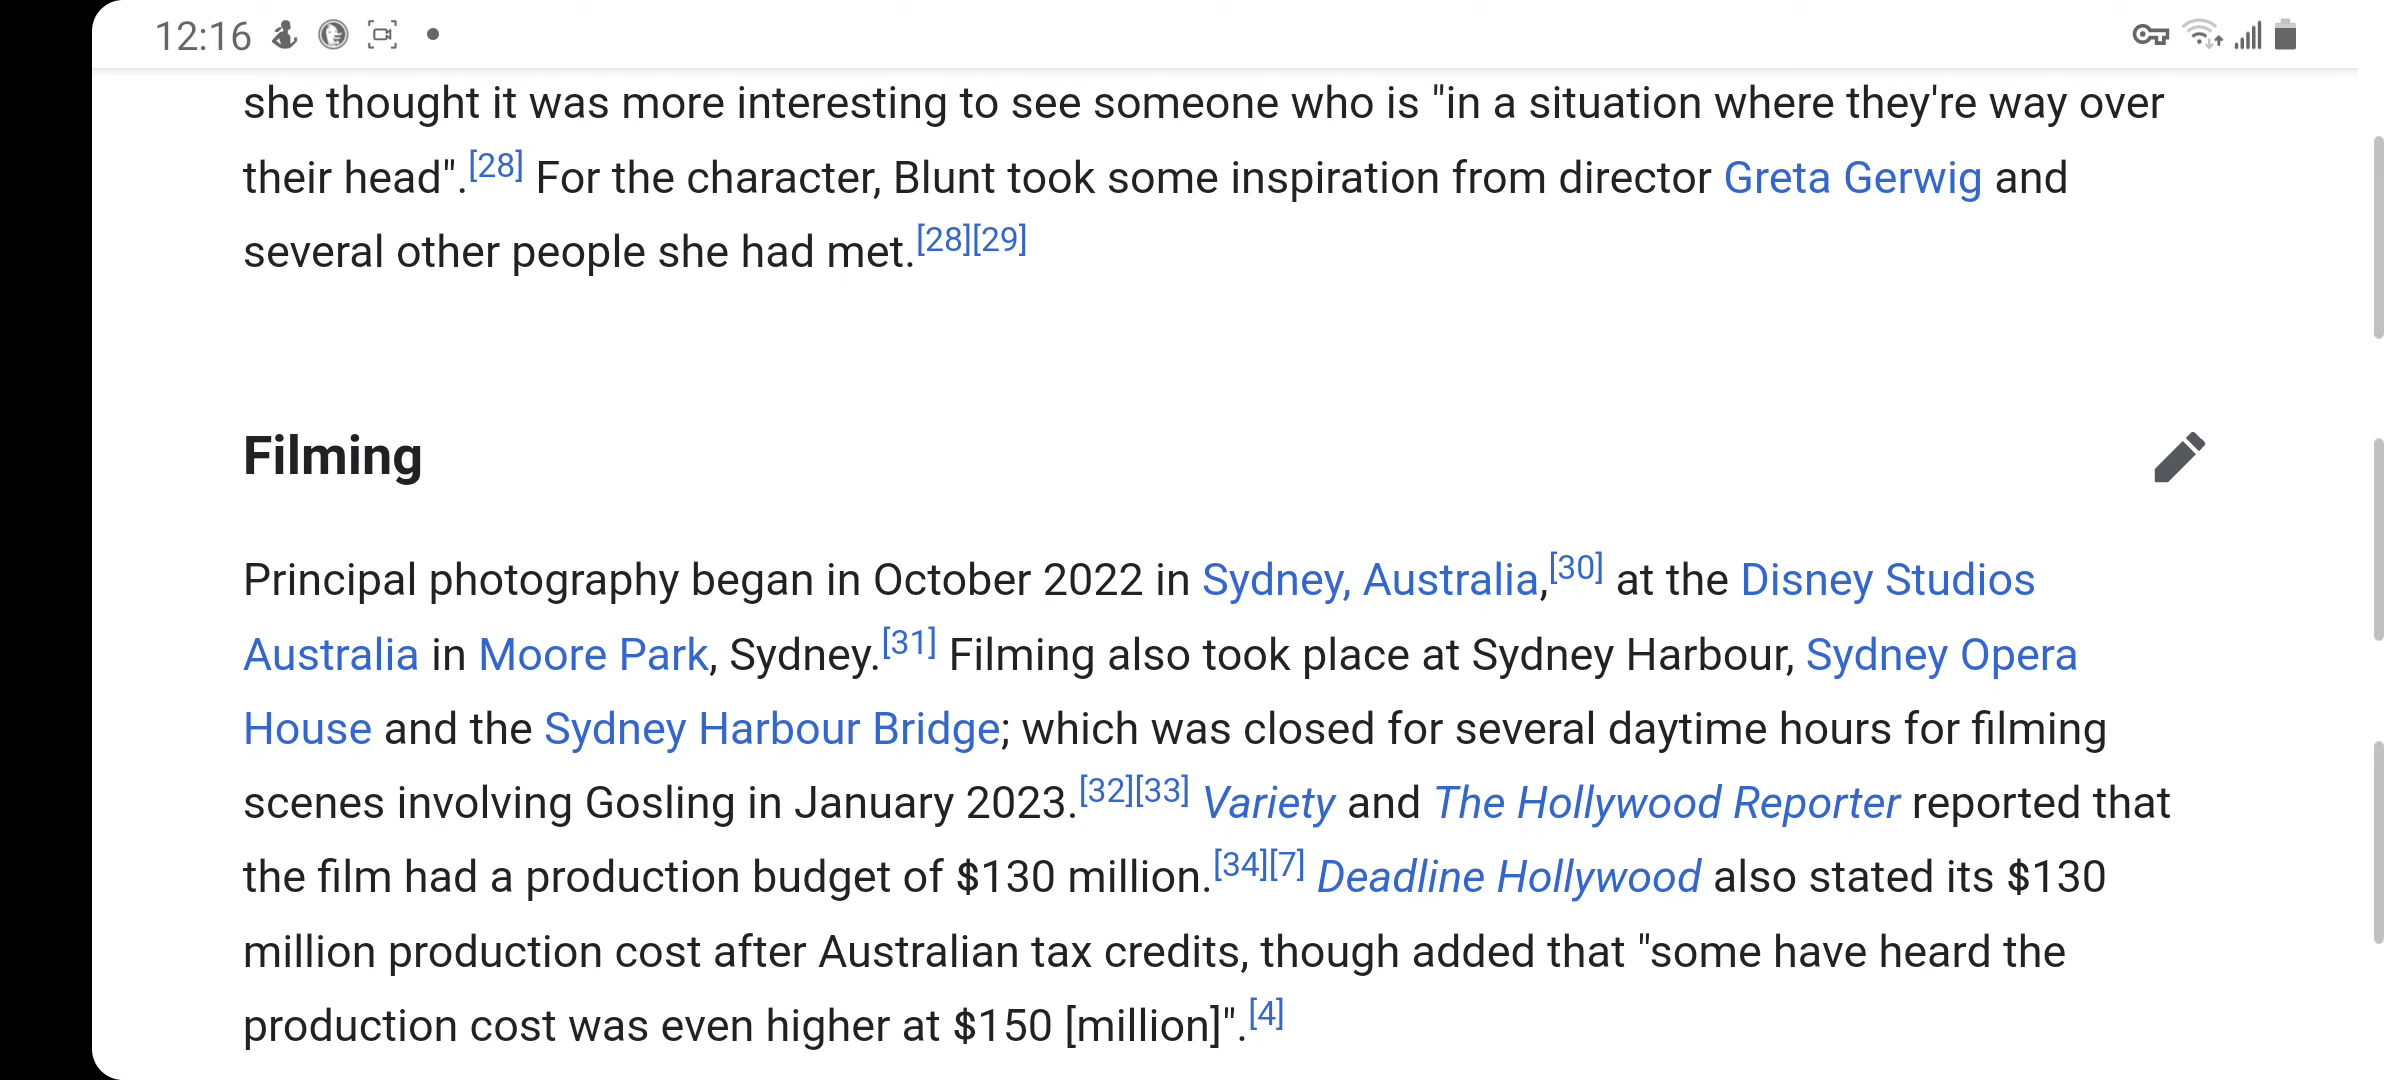 12:16
she thought it was more interesting to see someone who is "in a situation where they're way over
their head".[28] For the character, Blunt took some inspiration from director Greta Gerwig and
several other people she had met.[28][29]
Filming
Principal photography began in October 2022 in Sydney, Australia,[30] at the Disney Studios
Australia in Moore Park, Sydney.[31] Filming also took place at Sydney Harbour, Sydney Opera
House and the Sydney Harbour Bridge; which was closed for several daytime hours for filming
scenes involving Gosling in January 2023.[32][33] Variety and The Hollywood Reporter reported that
the film had a production budget of $130 million.[34][7] Deadline Hollywood also stated its $130
million production cost after Australian tax credits, though added that "some have heard the
production cost was even higher at $150 [million]".[4]